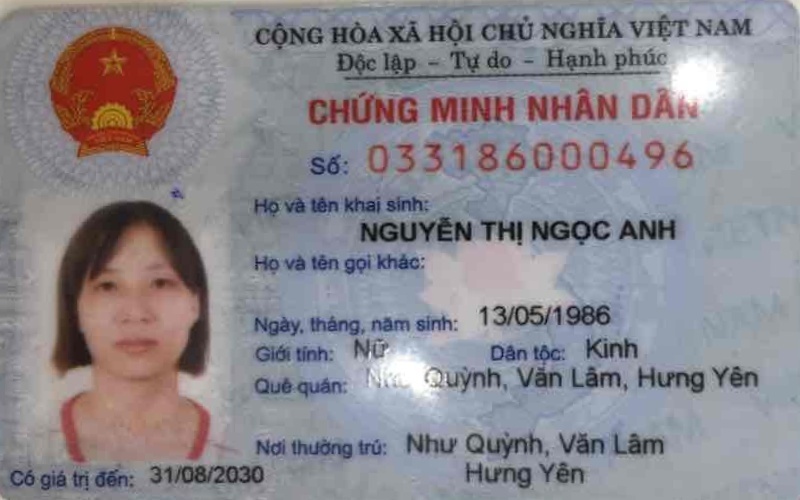 CỘNG HÒA XÃ HỘI CHỦ NGHĨA VIỆT NAM
Độc lập - Tự do - Hạnh phúc
CHỨNG MINH NHÂN DÂN
Số: 033186000496
Họ và tên khai sinh:
NGUYỄN THỊ NGỌC ANH
Họ và tên gọi khác:
Ngày, tháng, năm sinh: 13/05/1986
Giới tính: Nữ Dân tộc: Kinh
Quê quán: Như Quỳnh, Văn Lâm, Hưng Yên
Nơi thường trú: Như Quỳnh, Văn Lâm
Hưng Yên
Có giá trị đến: 31/08/2030